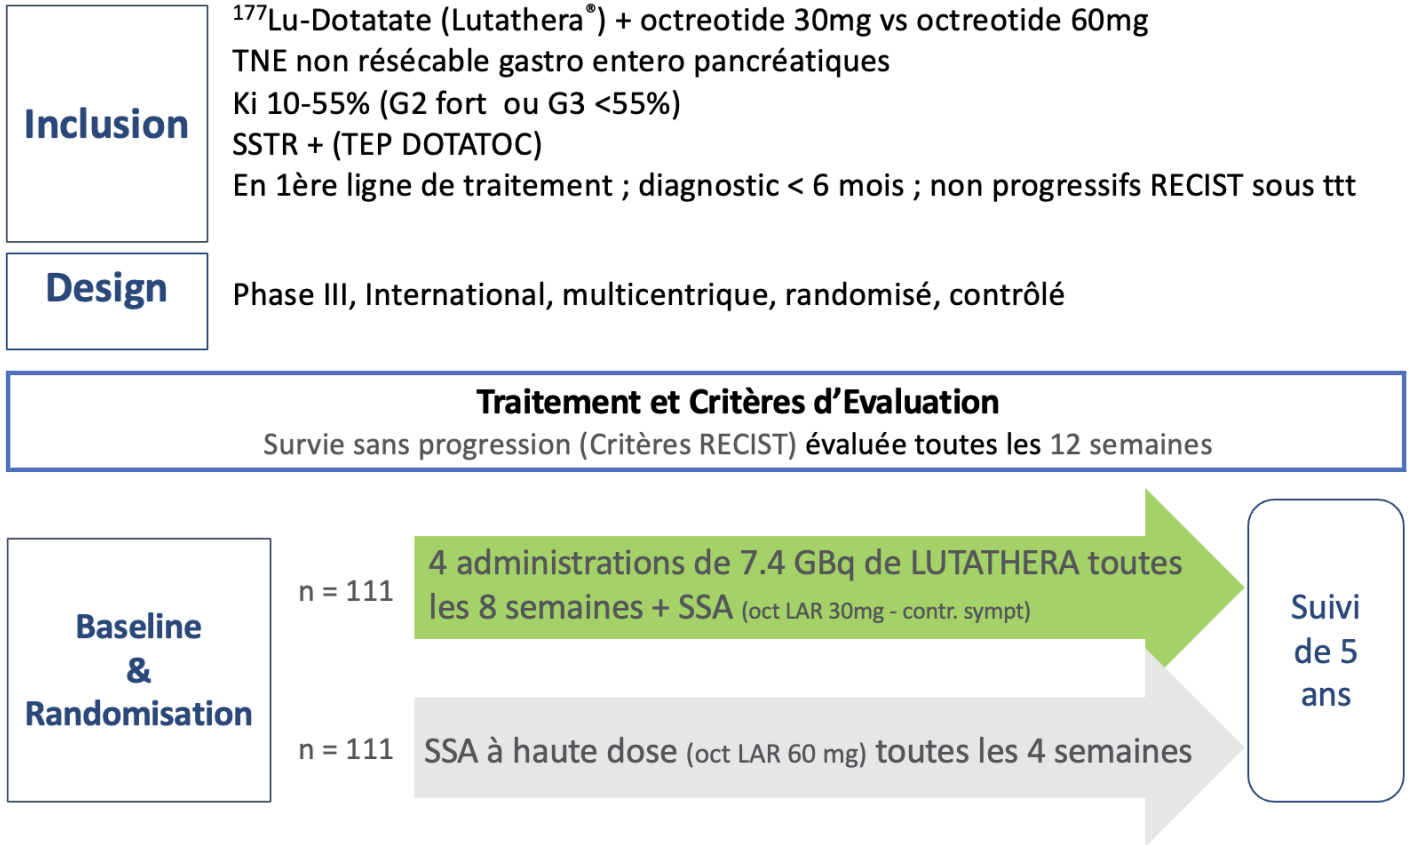 Inclusion
¹⁷⁷Lu-Dotatate (Lutathera®) + octreotide 30mg vs octreotide 60mg
TNE non résécable gastro entero pancréatiques
Ki 10-55% (G2 fort ou G3 <55%)
SSTR + (TEP DOTATOC)
En 1ère ligne de traitement ; diagnostic < 6 mois ; non progressifs RECIST sous ttt
Design
Phase III, International, multicentrique, randomisé, contrôlé
Traitement et Critères d’Evaluation
Survie sans progression (Critères RECIST) évaluée toutes les 12 semaines
Baseline
&
Randomisation
n = 111
4 administrations de 7.4 GBq de LUTATHERA toutes
les 8 semaines + SSA (oct LAR 30mg - contr. sympt)
n = 111
SSA à haute dose (oct LAR 60 mg) toutes les 4 semaines
Suivi
de 5
ans